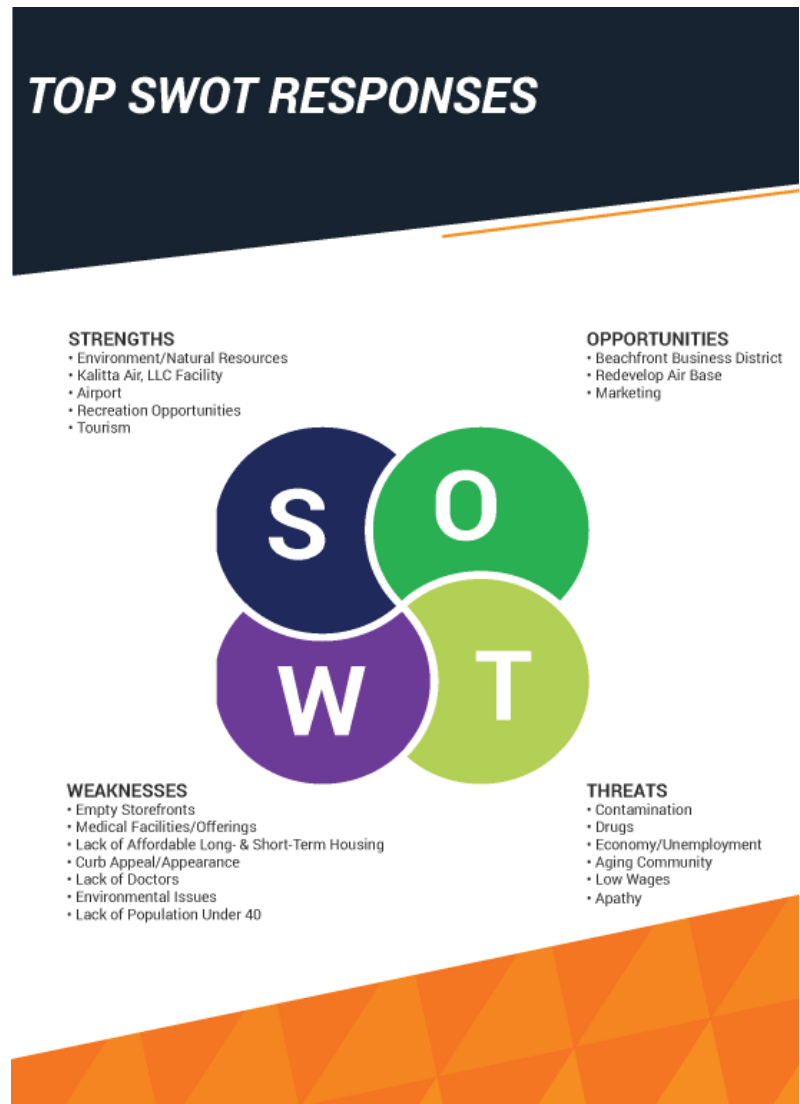 TOP SWOT RESPONSES
STRENGTHS
• Environment/Natural Resources
• Kalitta Air, LLC Facility
• Airport
• Recreation Opportunities
• Tourism
OPPORTUNITIES
• Beachfront Business District
• Redevelop Air Base
• Marketing
S
O
W
T
WEAKNESSES
• Empty Storefronts
• Medical Facilities/Offerings
• Lack of Affordable Long- & Short-Term Housing
• Curb Appeal/Appearance
• Lack of Doctors
• Environmental Issues
• Lack of Population Under 40
THREATS
• Contamination
• Drugs
• Economy/Unemployment
• Aging Community
• Low Wages
• Apathy